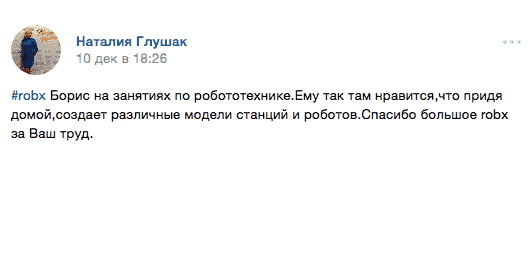 Наталия Глушак
10 дек в 18:26
#robx Борис на занятиях по робототехнике.Ему так там нравится,что придя
домой,создает различные модели станций и роботов.Спасибо большое robx
за Ваш труд.